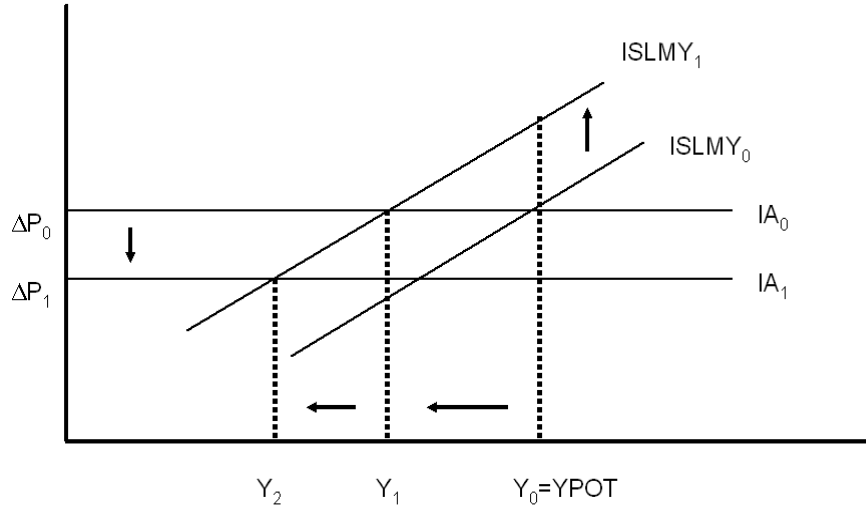 ISLMY₁
ISLMY₀
ΔP₀
IA₀
ΔP₁
IA₁
Y₂ Y₁ Y₀=YPOT